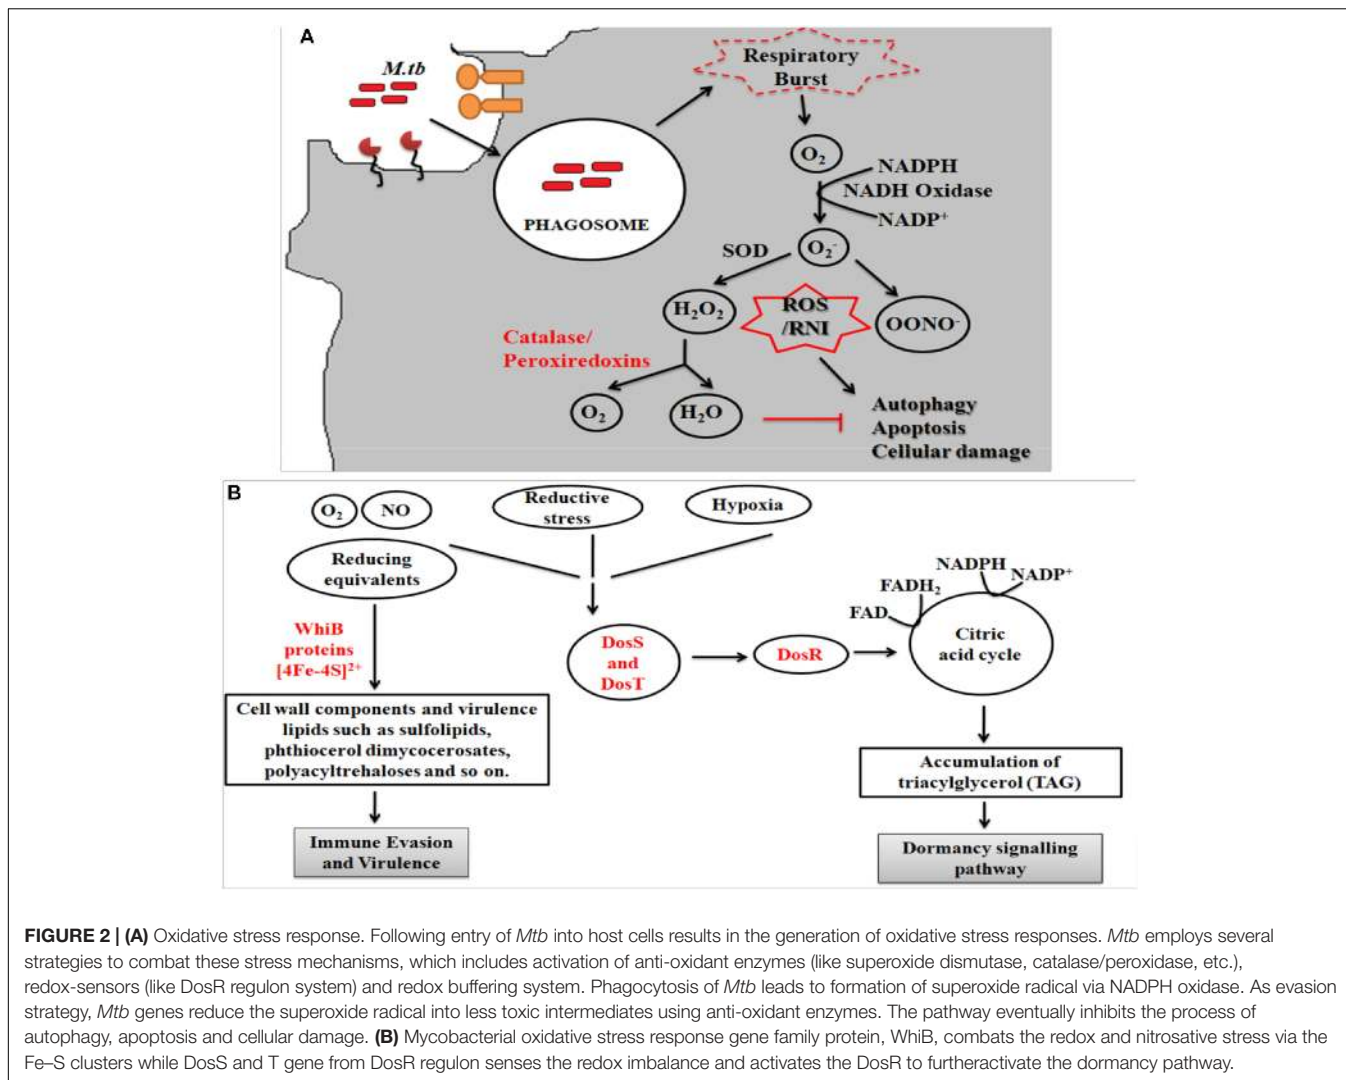 A
M.tb
PHAGOSOME
Respiratory
Burst
O₂
NADPH
NADH Oxidase
NADP⁺
O₂⁻
SOD
H₂O₂
ROS
/RNI
OONO⁻
Catalase/
Peroxiredoxins
O₂
H₂O
Autophagy
Apoptosis
Cellular damage
B
O₂
NO
Reductive
stress
Hypoxia
Reducing
equivalents
WhiB
proteins
[4Fe-4S]²⁺
DosS
and
DosT
DosR
FAD
FADH₂
NADPH
NADP⁺
Citric
acid cycle
Cell wall components and virulence
lipids such as sulfolipids,
phthiocerol dimycocerosates,
polyacyltrehaloses and so on.
Accumulation of
triacylglycerol (TAG)
Immune Evasion
and Virulence
Dormancy signalling
pathway
FIGURE 2 | (A) Oxidative stress response. Following entry of Mtb into host cells results in the generation of oxidative stress responses. Mtb employs several
strategies to combat these stress mechanisms, which includes activation of anti-oxidant enzymes (like superoxide dismutase, catalase/peroxidase, etc.),
redox-sensors (like DosR regulon system) and redox buffering system. Phagocytosis of Mtb leads to formation of superoxide radical via NADPH oxidase. As evasion
strategy, Mtb genes reduce the superoxide radical into less toxic intermediates using anti-oxidant enzymes. The pathway eventually inhibits the process of
autophagy, apoptosis and cellular damage. (B) Mycobacterial oxidative stress response gene family protein, WhiB, combats the redox and nitrosative stress via the
Fe–S clusters while DosS and T gene from DosR regulon senses the redox imbalance and activates the DosR to furtheractivate the dormancy pathway.